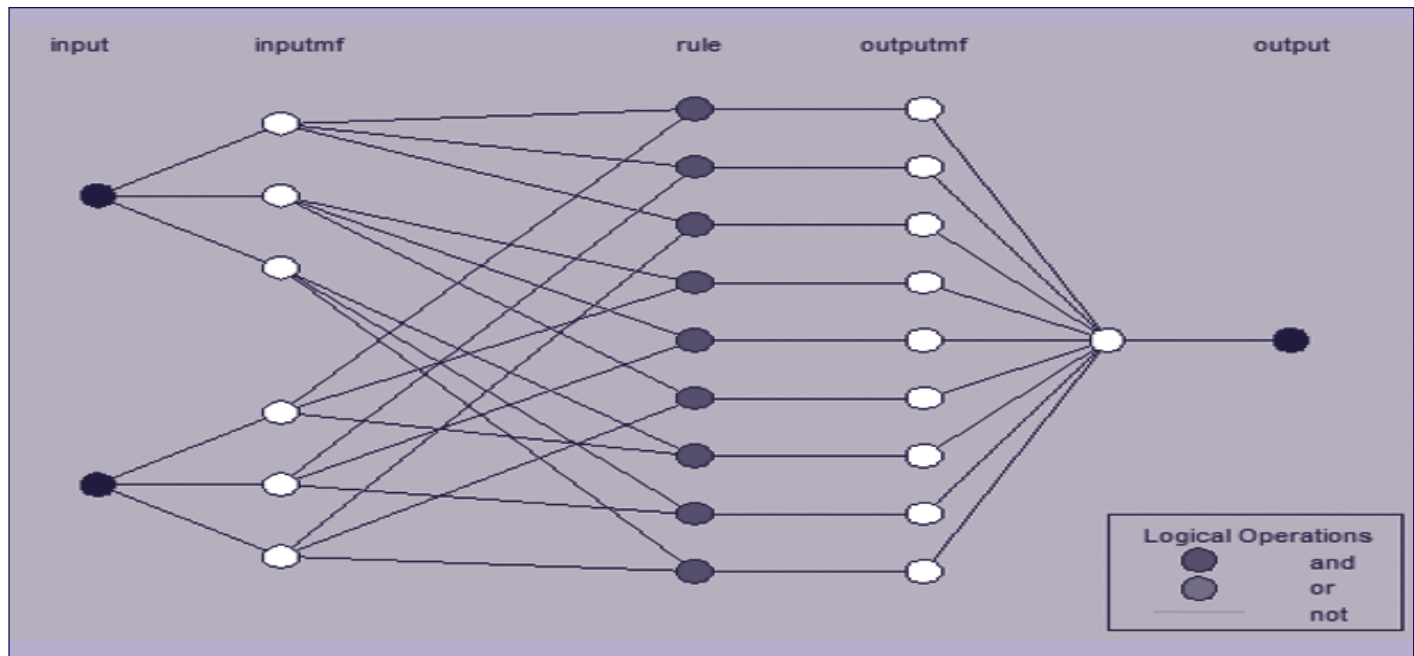 input inputmf rule outputmf output
Logical Operations
and
or
not